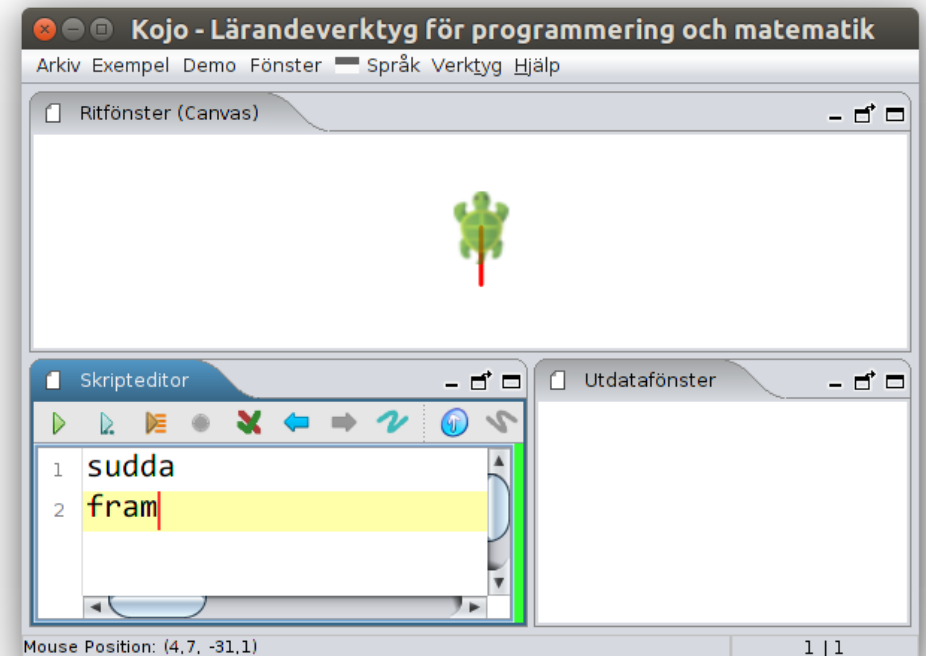 Kojo - Lärandeverktyg för programmering och matematik
Arkiv Exempel Demo Fönster Språk Verktyg Hjälp
Ritfönster (Canvas)
Skripteditor
Utdatafönster
1 sudda
2 fram
Mouse Position: (4,7, -31,1)
1 | 1